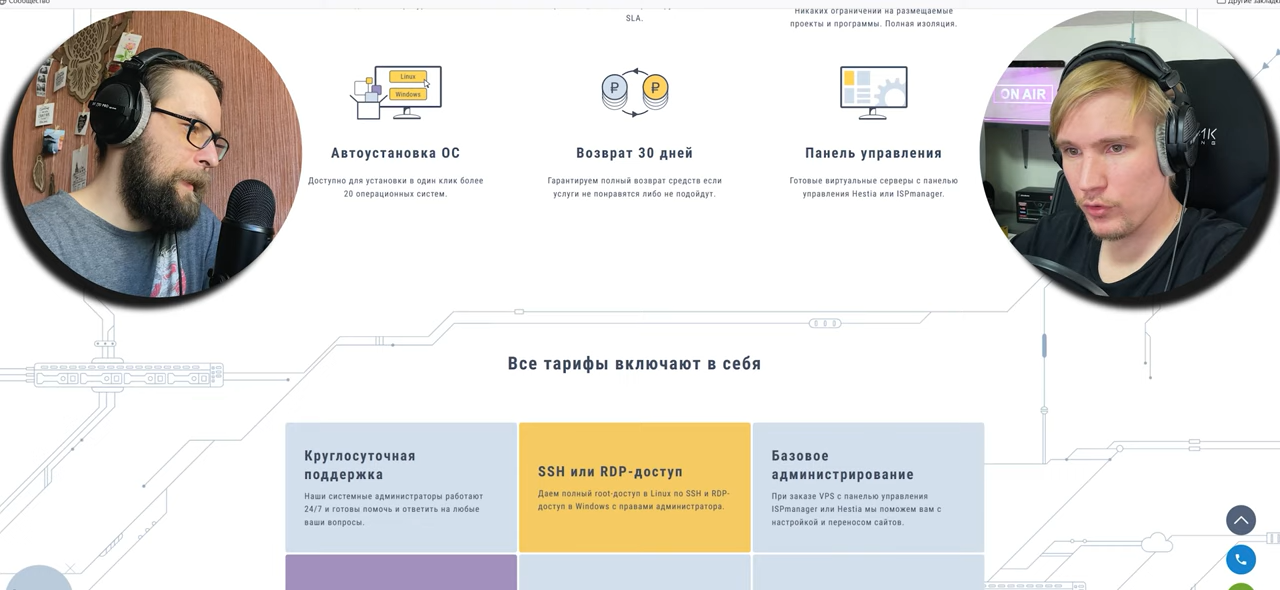 Сообщество
Другие закладки
SLA.
Никаких ограничений на размещаемые
проекты и программы. Полная изоляция.
Linux
Windows
ON AIR
Автоустановка ОС
Возврат 30 дней
Панель управления
Доступно для установки в один клик более
20 операционных систем.
Гарантируем полный возврат средств если
услуги не понравятся либо не подойдут.
Готовые виртуальные серверы с панелью
управления Hestia или ISPmanager.
Все тарифы включают в себя
Круглосуточная
поддержка
Наши системные администраторы работают
24/7 и готовы помочь и ответить на любые
ваши вопросы.
SSH или RDP-доступ
Даем полный root-доступ в Linux по SSH и RDP-
доступ в Windows с правами администратора.
Базовое
администрирование
При заказе VPS с панелью управления
ISPmanager или Hestia мы поможем вам с
настройкой и переносом сайтов.